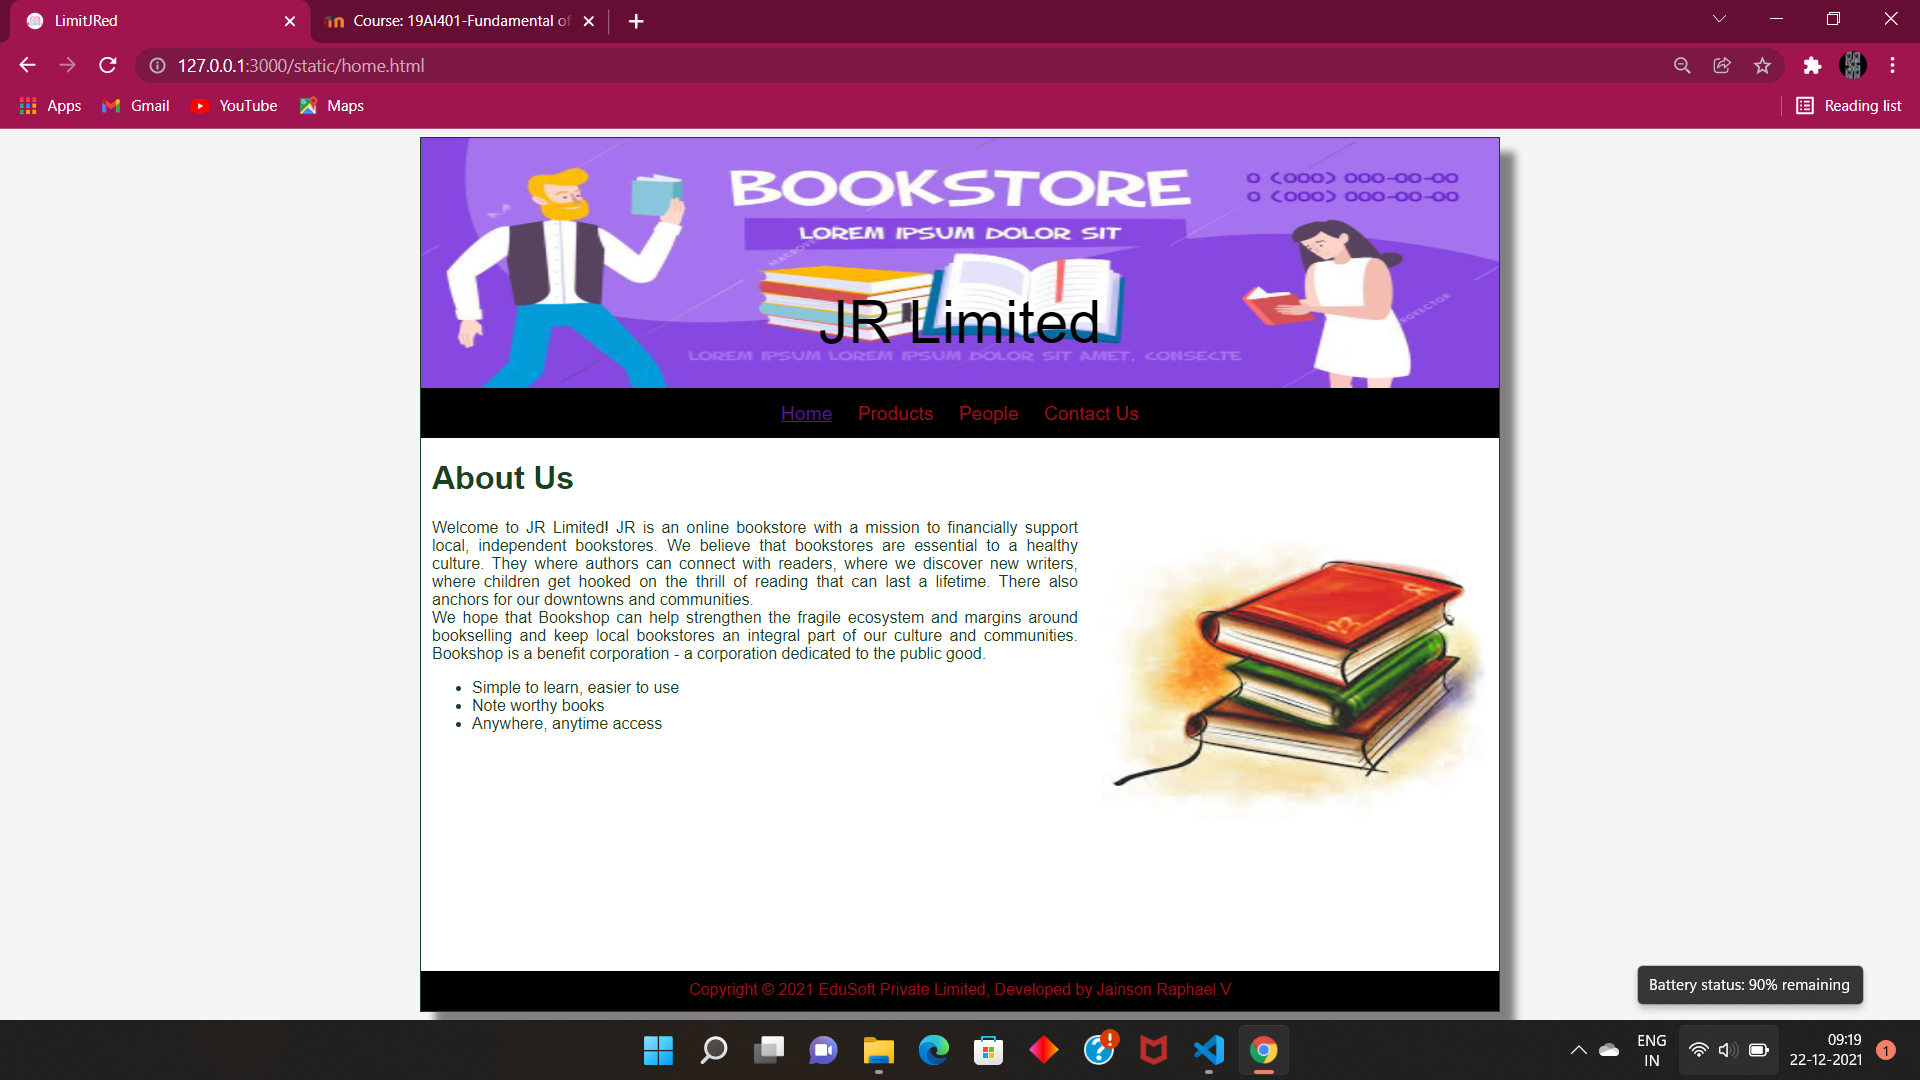 LimitJRed
Course: 19AI401-Fundamental of
127.0.0.1:3000/static/home.html
Apps
Gmail
YouTube
Maps
Reading list
BOOKSTORE
0 (000) 000-00-00
0 (000) 000-00-00
LOREM IPSUM DOLOR SIT
JR Limited
LOREM IPSUM LOREM IPSUM DOLOR SIT AMET, CONSECTE
Home Products People Contact Us
About Us
Welcome to JR Limited! JR is an online bookstore with a mission to financially support
local, independent bookstores. We believe that bookstores are essential to a healthy
culture. They where authors can connect with readers, where we discover new writers,
where children get hooked on the thrill of reading that can last a lifetime. There also
anchors for our downtowns and communities.
We hope that Bookshop can help strengthen the fragile ecosystem and margins around
bookselling and keep local bookstores an integral part of our culture and communities.
Bookshop is a benefit corporation - a corporation dedicated to the public good.
• Simple to learn, easier to use
• Note worthy books
• Anywhere, anytime access
Copyright © 2021 EduSoft Private Limited, Developed by Jainson Raphael.V
Battery status: 90% remaining
ENG
IN
09:19
22-12-2021
1